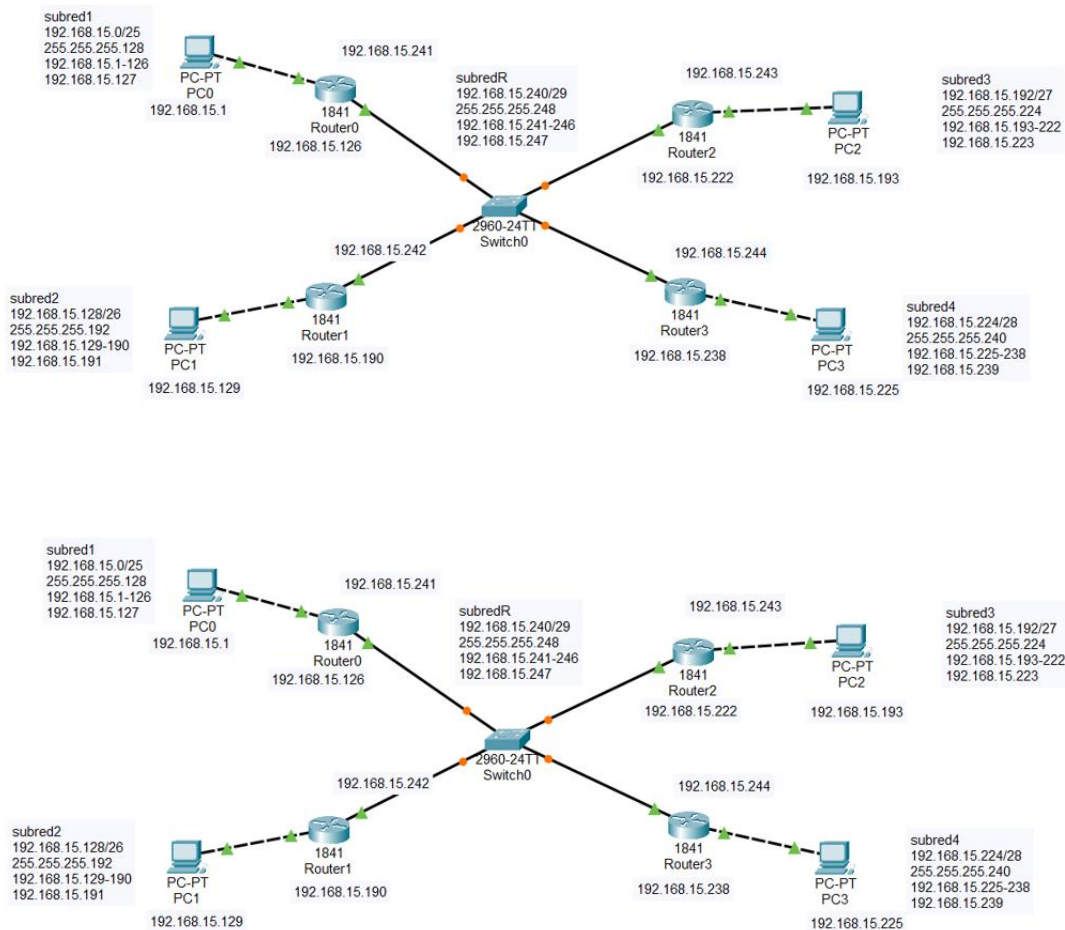 subred1
192.168.15.0/25
255.255.255.128
192.168.15.1-126
192.168.15.127
PC-PT
PC0
192.168.15.1
192.168.15.241
1841
Router0
192.168.15.126
subredR
192.168.15.240/29
255.255.255.248
192.168.15.241-246
192.168.15.247
192.168.15.243
1841
Router2
192.168.15.222
PC-PT
PC2
192.168.15.193
subred3
192.168.15.192/27
255.255.255.224
192.168.15.193-222
192.168.15.223
2960-24TT
Switch0
subred2
192.168.15.128/26
255.255.255.192
192.168.15.129-190
192.168.15.191
PC-PT
PC1
192.168.15.129
192.168.15.242
1841
Router1
192.168.15.190
192.168.15.244
1841
Router3
192.168.15.238
PC-PT
PC3
192.168.15.225
subred4
192.168.15.224/28
255.255.255.240
192.168.15.225-238
192.168.15.239
subred1
192.168.15.0/25
255.255.255.128
192.168.15.1-126
192.168.15.127
PC-PT
PC0
192.168.15.1
192.168.15.241
1841
Router0
192.168.15.126
subredR
192.168.15.240/29
255.255.255.248
192.168.15.241-246
192.168.15.247
192.168.15.243
1841
Router2
192.168.15.222
PC-PT
PC2
192.168.15.193
subred3
192.168.15.192/27
255.255.255.224
192.168.15.193-222
192.168.15.223
2960-24TT
Switch0
subred2
192.168.15.128/26
255.255.255.192
192.168.15.129-190
192.168.15.191
PC-PT
PC1
192.168.15.129
192.168.15.242
1841
Router1
192.168.15.190
192.168.15.244
1841
Router3
192.168.15.238
PC-PT
PC3
192.168.15.225
subred4
192.168.15.224/28
255.255.255.240
192.168.15.225-238
192.168.15.239